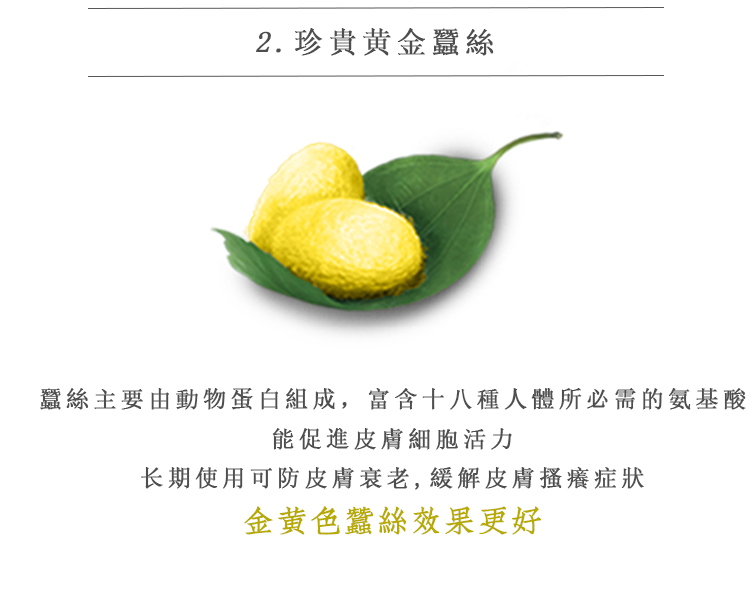 2.珍貴黄金蠶絲
蠶絲主要由動物蛋白組成，富含十八種人體所必需的氨基酸
能促進皮膚細胞活力
长期使用可防皮膚衰老,緩解皮膚搔癢症狀
金黄色蠶絲效果更好